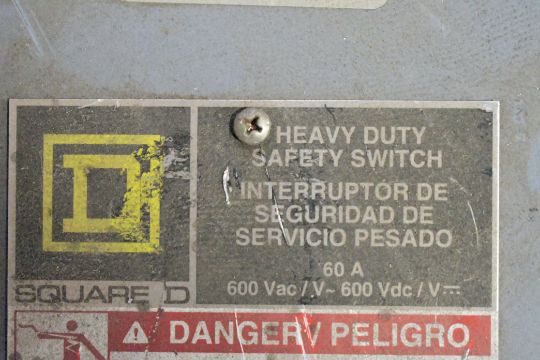 HEAVY DUTY
SAFETY SWITCH
INTERRUPTOR DE
SEGURIDAD DE
SERVICIO PESADO
60 A
600 Vac / V~ 600 Vdc / V⎓
SQUARE D
DANGER / PELIGRO